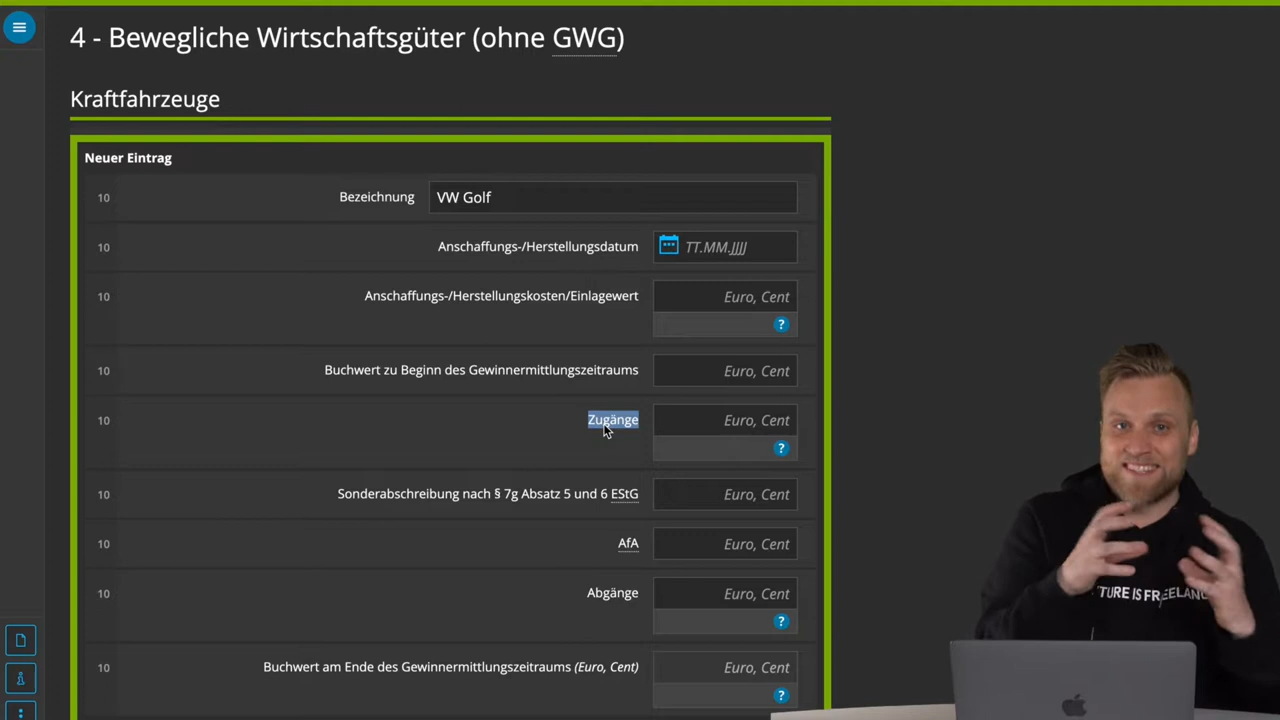 4 - Bewegliche Wirtschaftsgüter (ohne GWG)
Kraftfahrzeuge
Neuer Eintrag
10 Bezeichnung VW Golf
10 Anschaffungs-/Herstellungsdatum TT.MM.JJJJ
10 Anschaffungs-/Herstellungskosten/Einlagewert Euro, Cent
?
10 Buchwert zu Beginn des Gewinnermittlungszeitraums Euro, Cent
10 Zugänge Euro, Cent
?
10 Sonderabschreibung nach § 7g Absatz 5 und 6 EStG Euro, Cent
10 AfA Euro, Cent
10 Abgänge Euro, Cent
?
TURE IS FREELANC
10 Buchwert am Ende des Gewinnermittlungszeitraums (Euro, Cent) Euro, Cent
?